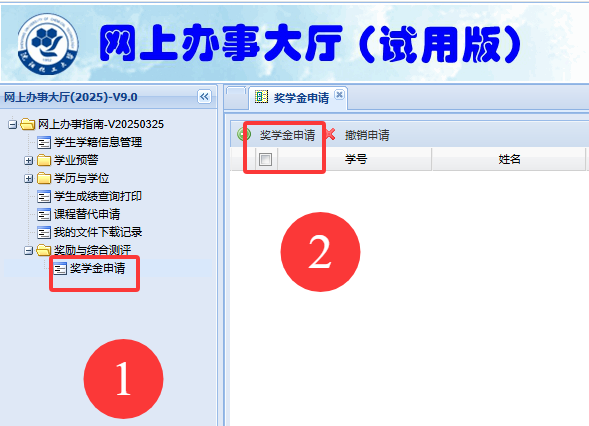 网上办事大厅（试用版）
网上办事大厅(2025)-V9.0
网上办事指南-V20250325
学生学籍信息管理
学业预警
学历与学位
学生成绩查询打印
课程替代申请
我的文件下载记录
奖励与综合测评
奖学金申请
1
奖学金申请
奖学金申请 撤销申请
学号 姓名
2